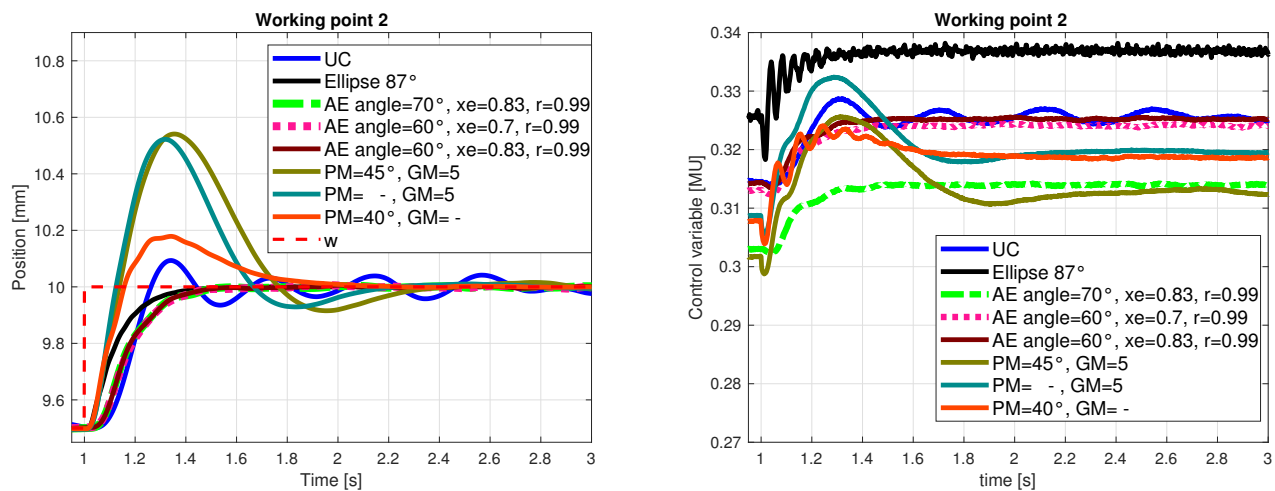 Working point 2
10.8
10.6
10.4
10.2
10
9.8
9.6
Position [mm]
UC
Ellipse 87°
AE angle=70°, xe=0.83, r=0.99
AE angle=60°, xe=0.7, r=0.99
AE angle=60°, xe=0.83, r=0.99
PM=45°, GM=5
PM= - , GM=5
PM=40°, GM= -
w
1 1.2 1.4 1.6 1.8 2 2.2 2.4 2.6 2.8 3
Time [s]
Working point 2
0.34
0.33
0.32
0.31
0.3
0.29
0.28
0.27
Control variable [MU]
UC
Ellipse 87°
AE angle=70°, xe=0.83, r=0.99
AE angle=60°, xe=0.7, r=0.99
AE angle=60°, xe=0.83, r=0.99
PM=45°, GM=5
PM= - , GM=5
PM=40°, GM= -
1 1.2 1.4 1.6 1.8 2 2.2 2.4 2.6 2.8 3
time [s]